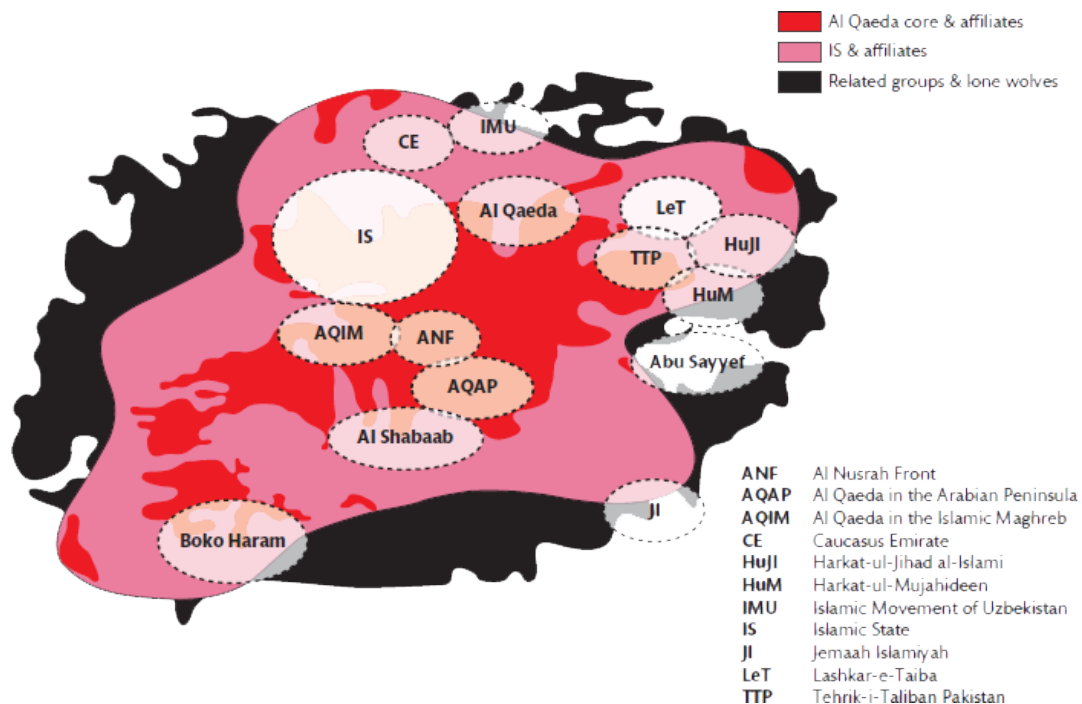 Al Qaeda core & affiliates
IS & affiliates
Related groups & lone wolves
IMU
CE
Al Qaeda
LeT
IS
TTP
HuJI
HuM
AQIM
ANF
Abu Sayyef
AQAP
Al Shabaab
Boko Haram
JI
ANF Al Nusrah Front
AQAP Al Qaeda in the Arabian Peninsula
AQIM Al Qaeda in the Islamic Maghreb
CE Caucasus Emirate
HuJI Harkat-ul-Jihad al-Islami
HuM Harkat-ul-Mujahideen
IMU Islamic Movement of Uzbekistan
IS Islamic State
JI Jemaah Islamiyah
LeT Lashkar-e-Taiba
TTP Tehrik-i-Taliban Pakistan